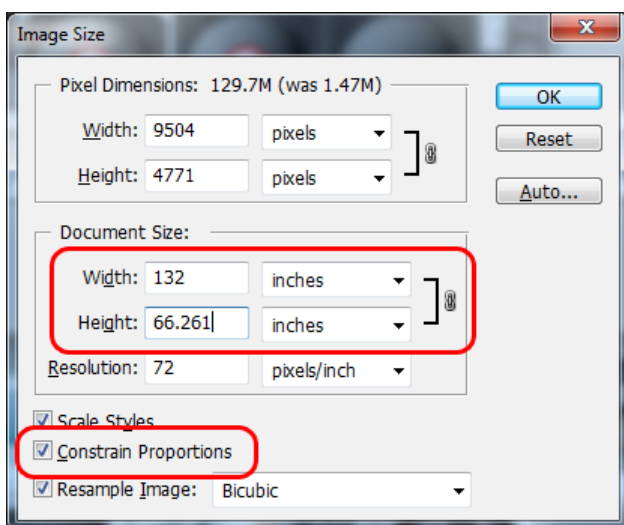 Image Size
Pixel Dimensions: 129.7M (was 1.47M)
OK
Width: 9504 pixels
Reset
Height: 4771 pixels
Auto...
Document Size:
Width: 132 inches
Height: 66.261 inches
Resolution: 72 pixels/inch
Scale Styles
Constrain Proportions
Resample Image: Bicubic